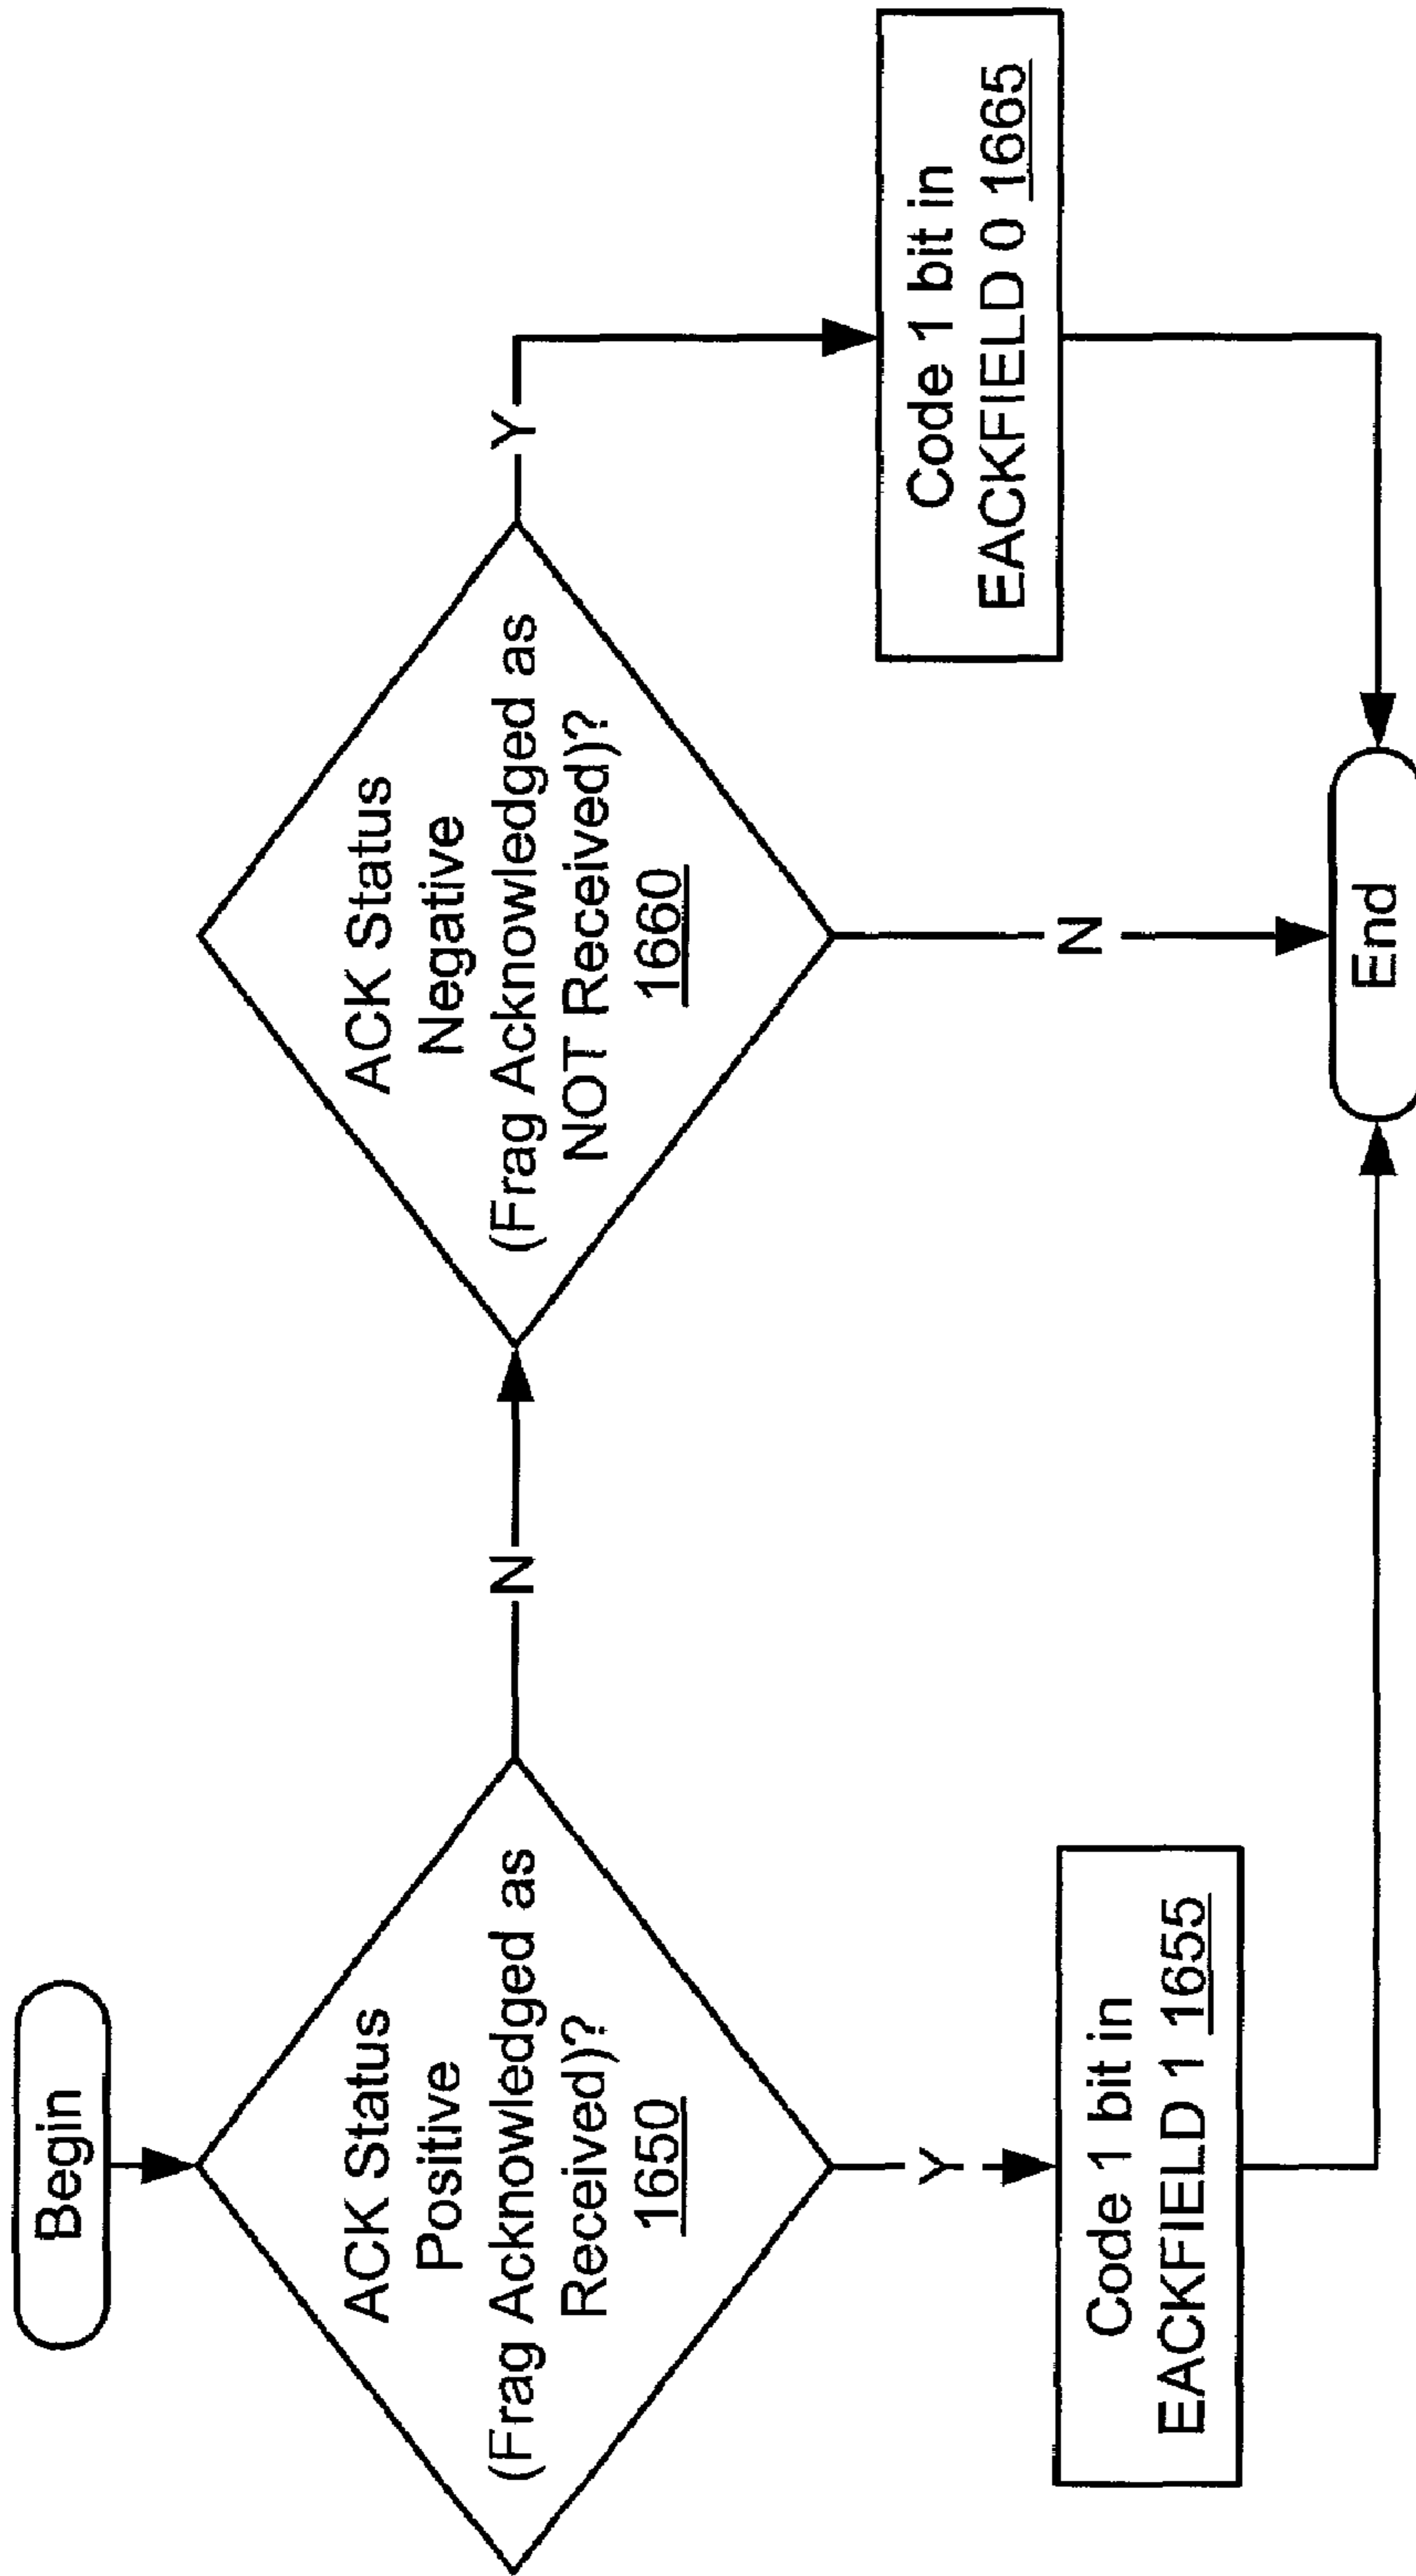 Begin
ACK Status
Positive
(Frag Acknowledged as
Received)?
1650
N
ACK Status
Negative
(Frag Acknowledged as
NOT Received)?
1660
Y
Y
Code 1 bit in
EACKFIELD 1 1655
N
Code 1 bit in
EACKFIELD 0 1665
End